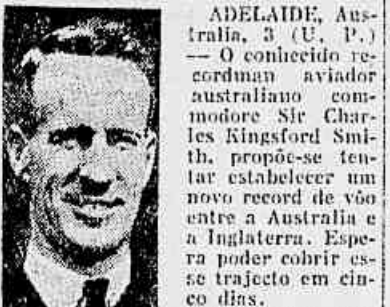 ADELAIDE, Aus-
tralia, 3 (U. P.)
— O conhecido re-
cordman aviador
australiano com-
modore Sir Char-
les Kingsford Smi-
th, propõe-se ten-
tar estabelecer um
novo record de vôo
entre a Australia e
a Inglaterra. Espe-
ra poder cobrir es-
se trajecto em cin-
co dias.